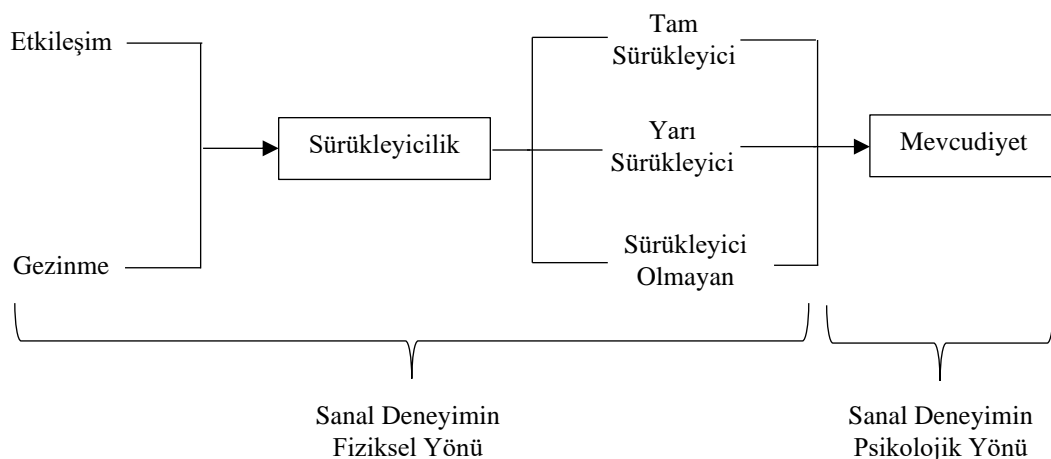 Etkileşim
Gezinme
Sürükleyicilik
Tam
Sürükleyici
Yarı
Sürükleyici
Sürükleyici
Olmayan
Mevcudiyet
Sanal Deneyimin
Fiziksel Yönü
Sanal Deneyimin
Psikolojik Yönü